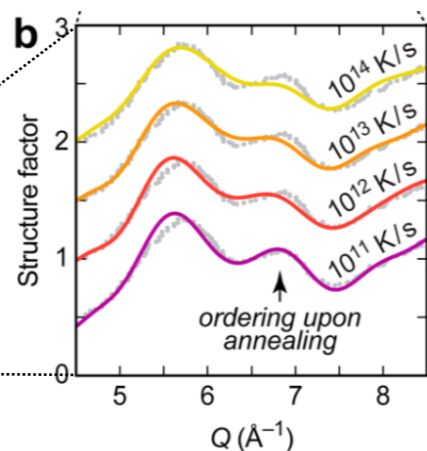 b
3
2
1
0
Structure factor
10¹⁴ K/s
10¹³ K/s
10¹² K/s
10¹¹ K/s
ordering upon
annealing
5 6 7 8
Q (Å⁻¹)